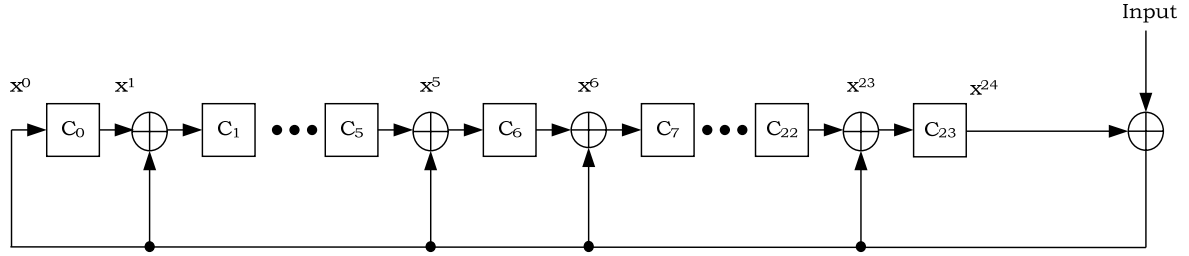 Input
x⁰ x¹ x⁵ x⁶ x²³ x²⁴
C₀ C₁ C₅ C₆ C₇ C₂₂ C₂₃